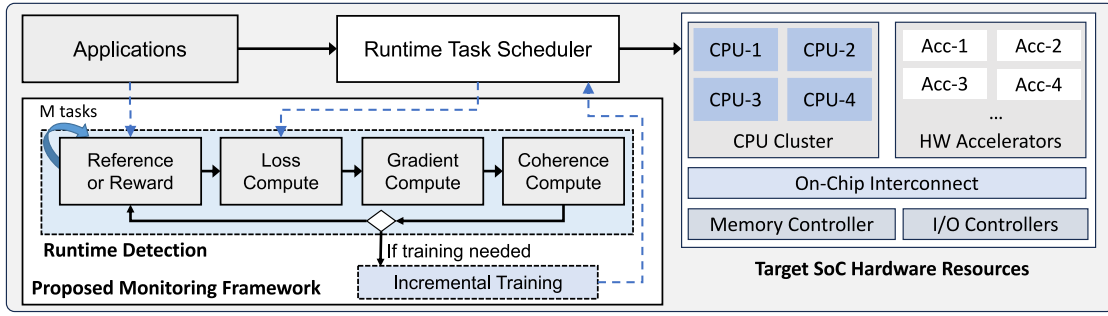 Applications
Runtime Task Scheduler
CPU-1
CPU-2
CPU-3
CPU-4
CPU Cluster
Acc-1
Acc-2
Acc-3
Acc-4
...
HW Accelerators
On-Chip Interconnect
Memory Controller
I/O Controllers
Target SoC Hardware Resources
M tasks
Reference
or Reward
Loss
Compute
Gradient
Compute
Coherence
Compute
Runtime Detection
If training needed
Incremental Training
Proposed Monitoring Framework